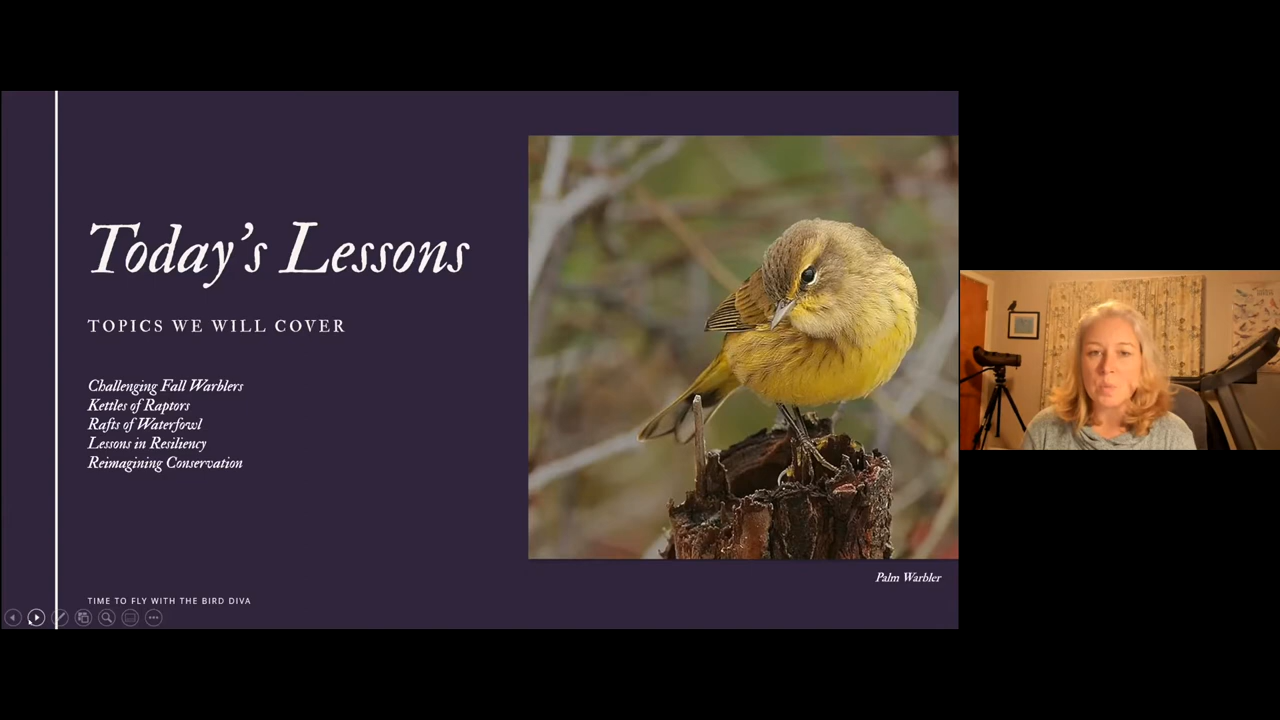 Today's Lessons
TOPICS WE WILL COVER
Challenging Fall Warblers
Kettles of Raptors
Rafts of Waterfowl
Lessons in Resiliency
Reimagining Conservation
Palm Warbler
TIME TO FLY WITH THE BIRD DIVA